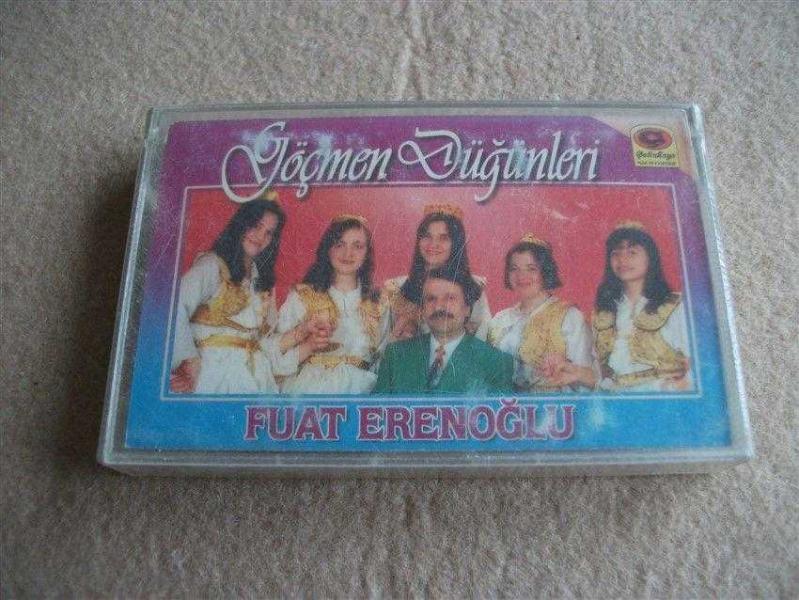 Göçmen Düğünleri
FUAT ERENOĞLU